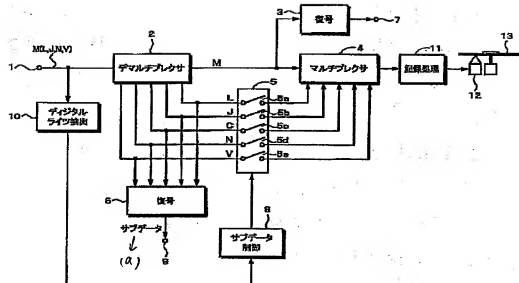 3
復号
7
2
M(L,J,N,V)
1
デマルチプレクサ
M
4
マルチプレクサ
11
記録処理
13
12
5
L
5a
J
5b
C
5c
N
5d
V
5e
10
ディジタル
ライツ検出
6
復号
サブデータ
(a)
9
8
サブデータ
制御